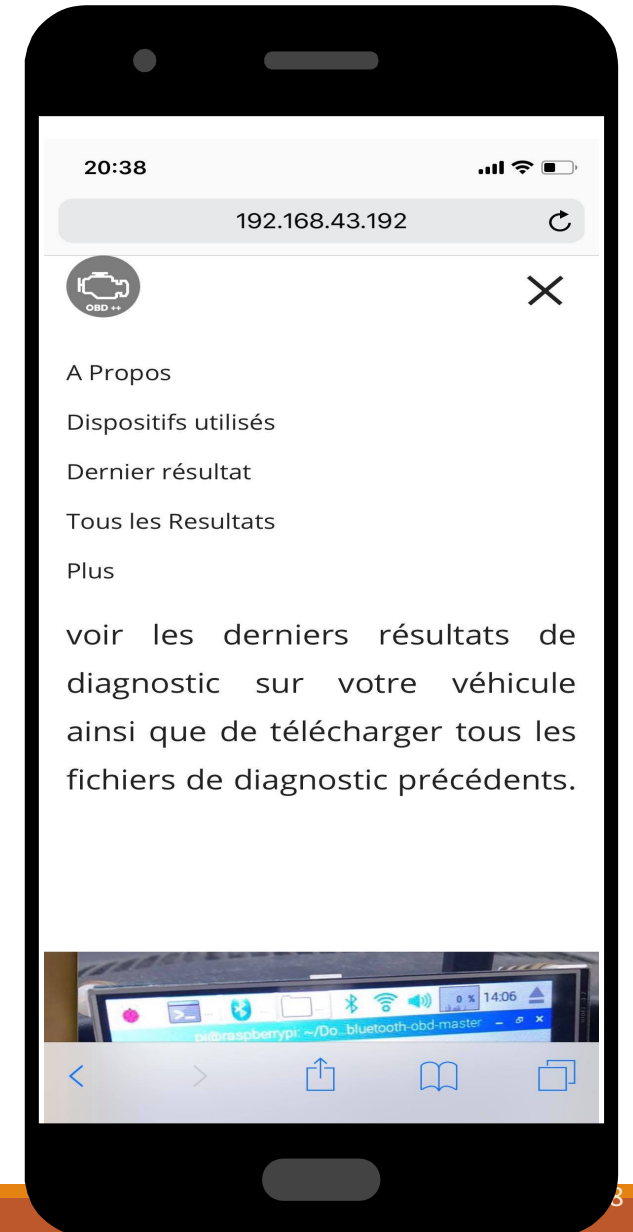 20:38
192.168.43.192
OBD ++
A Propos
Dispositifs utilisés
Dernier résultat
Tous les Resultats
Plus
voir les derniers résultats de
diagnostic sur votre véhicule
ainsi que de télécharger tous les
fichiers de diagnostic précédents.
0 % 14:06
pi@raspberrypi: ~/Do...bluetooth-obd-master
8